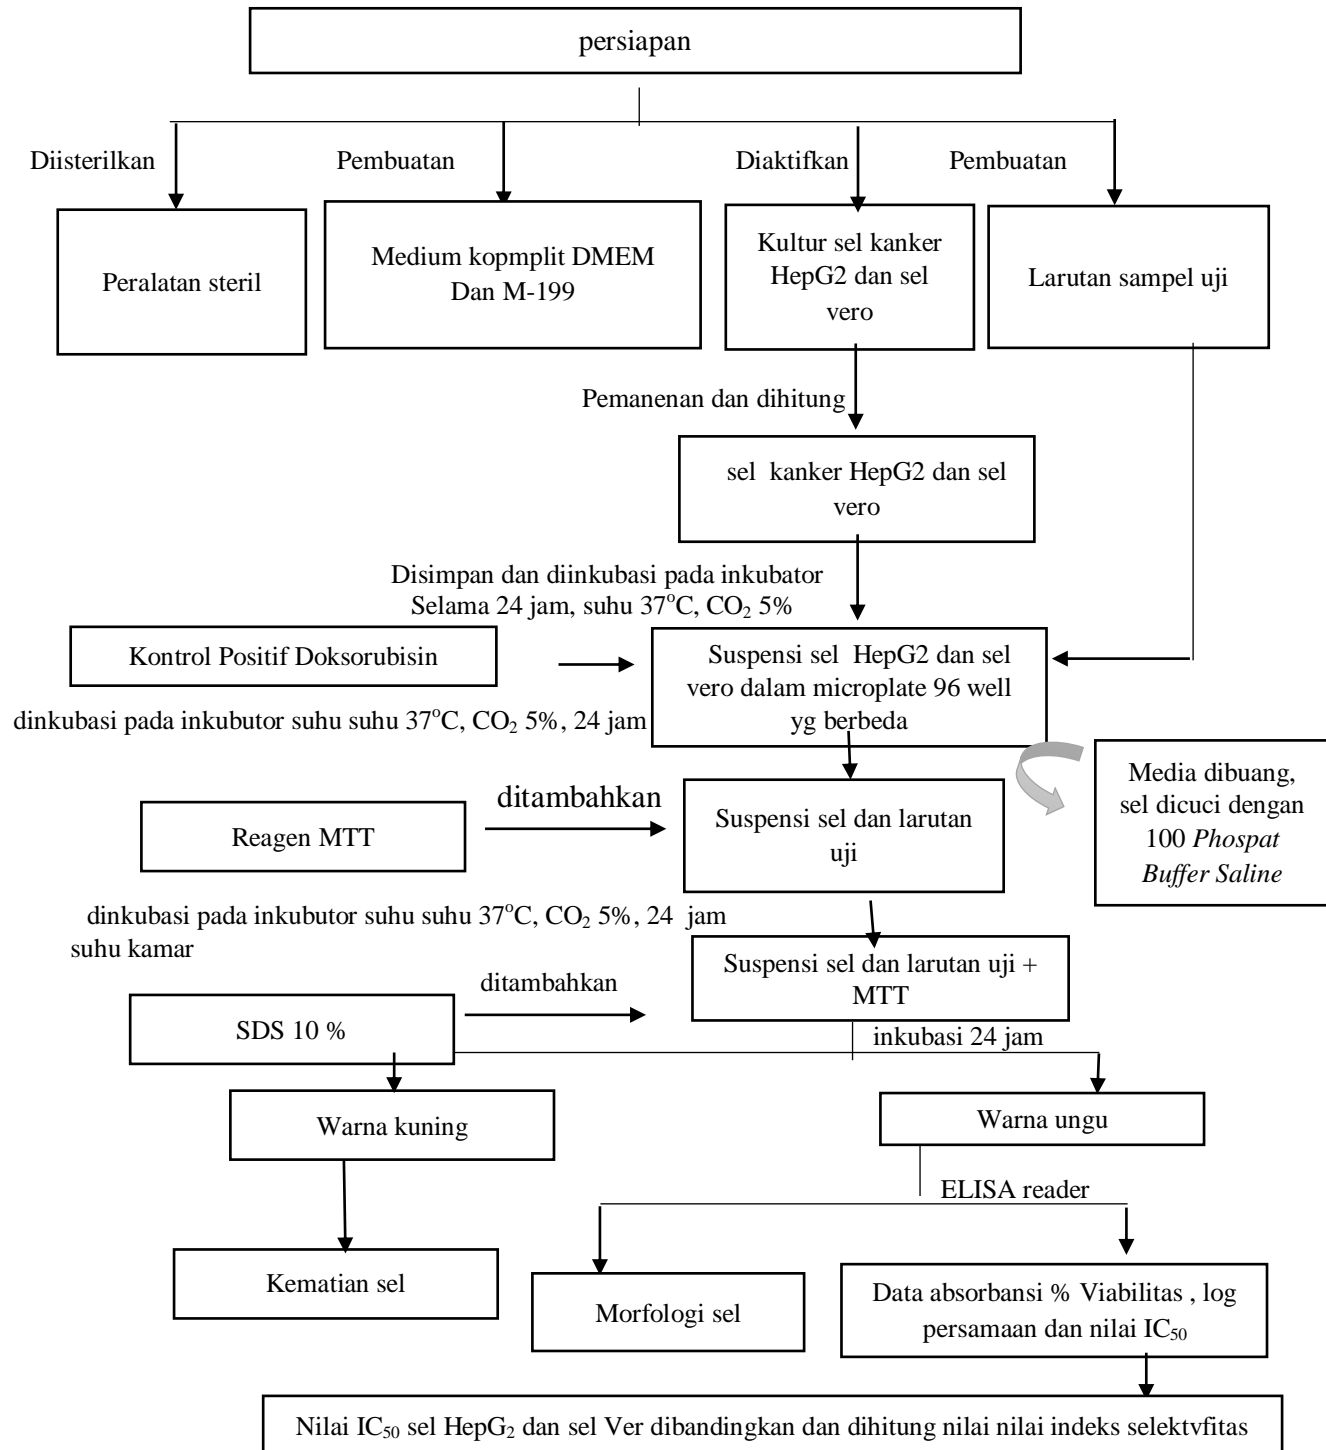 persiapan
Diisterilkan
Pembuatan
Diaktifkan
Pembuatan
Peralatan steril
Medium kopmplit DMEM
Dan M-199
Kultur sel kanker
HepG2 dan sel
vero
Larutan sampel uji
Pemanenan dan dihitung
sel kanker HepG2 dan sel
vero
Disimpan dan diinkubasi pada inkubator
Selama 24 jam, suhu 37°C, CO₂ 5%
Kontrol Positif Doksorubisin
Suspensi sel HepG2 dan sel
vero dalam microplate 96 well
yg berbeda
dinkubasi pada inkubutor suhu suhu 37°C, CO₂ 5%, 24 jam
Media dibuang,
sel dicuci dengan
100 Phospat
Buffer Saline
ditambahkan
Reagen MTT
Suspensi sel dan larutan
uji
dinkubasi pada inkubutor suhu suhu 37°C, CO₂ 5%, 24 jam
suhu kamar
Suspensi sel dan larutan uji +
MTT
ditambahkan
SDS 10 %
inkubasi 24 jam
Warna kuning
Warna ungu
ELISA reader
Kematian sel
Morfologi sel
Data absorbansi % Viabilitas , log
persamaan dan nilai IC₅₀
Nilai IC₅₀ sel HepG₂ dan sel Ver dibandingkan dan dihitung nilai nilai indeks selektvfitas